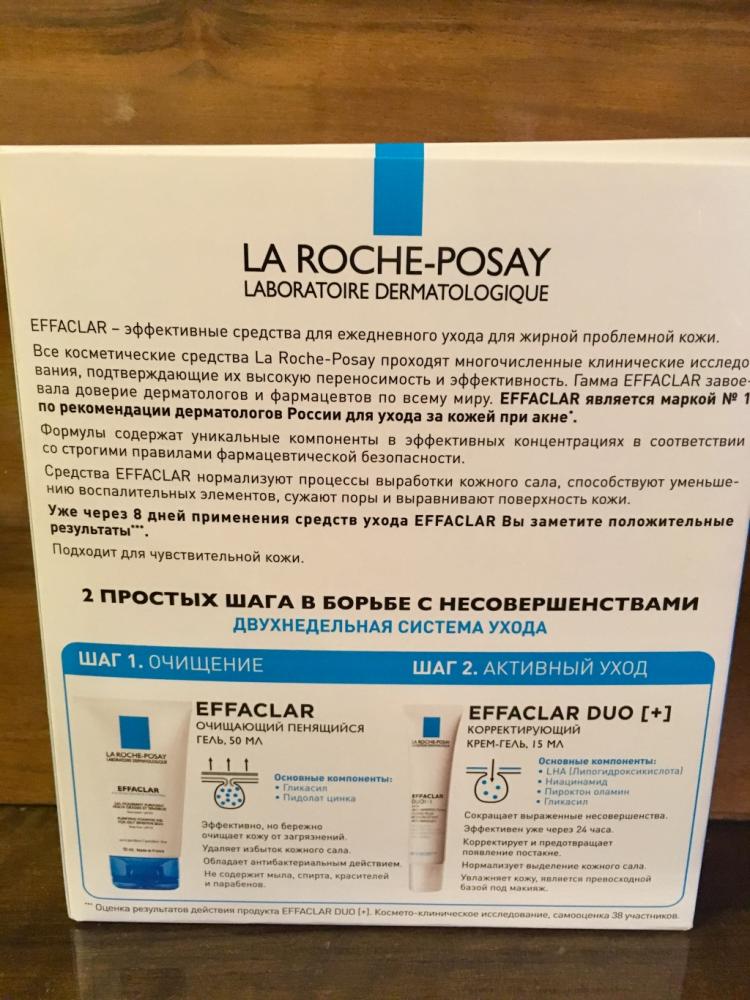 LA ROCHE-POSAY
LABORATOIRE DERMATOLOGIQUE
EFFACLAR – эффективные средства для ежедневного ухода для жирной проблемной кожи.
Все косметические средства La Roche-Posay проходят многочисленные клинические исследо
вания, подтверждающие их высокую переносимость и эффективность. Гамма EFFACLAR завое-
вала доверие дерматологов и фармацевтов по всему миру. EFFACLAR является маркой № 1
по рекомендации дерматологов России для ухода за кожей при акне*.
Формулы содержат уникальные компоненты в эффективных концентрациях в соответствии
со строгими правилами фармацевтической безопасности.
Средства EFFACLAR нормализуют процессы выработки кожного сала, способствуют уменьше-
нию воспалительных элементов, сужают поры и выравнивают поверхность кожи.
Уже через 8 дней применения средств ухода EFFACLAR Вы заметите положительные
результаты***.
Подходит для чувствительной кожи.
2 ПРОСТЫХ ШАГА В БОРЬБЕ С НЕСОВЕРШЕНСТВАМИ
ДВУХНЕДЕЛЬНАЯ СИСТЕМА УХОДА
ШАГ 1. ОЧИЩЕНИЕ
EFFACLAR
ОЧИЩАЮЩИЙ ПЕНЯЩИЙСЯ
ГЕЛЬ, 50 МЛ
Основные компоненты:
• Гликасил
• Пидолат цинка
Эффективно, но бережно
очищает кожу от загрязнений.
Удаляет избыток кожного сала.
Обладает антибактериальным действием.
Не содержит мыла, спирта, красителей
и парабенов.
LA ROCHE-POSAY
LABORATOIRE DERMATOLOGIQUE
EFFACLAR
ШАГ 2. АКТИВНЫЙ УХОД
EFFACLAR DUO [+]
КОРРЕКТИРУЮЩИЙ
КРЕМ-ГЕЛЬ, 15 МЛ
Основные компоненты:
• LHA (Липогидроксикислота)
• Ниацинамид
• Пироктон оламин
• Гликасил
Сокращает выраженные несовершенства.
Эффективен уже через 24 часа.
Корректирует и предотвращает
появление постакне.
Нормализует выделение кожного сала.
Увлажняет кожу, является превосходной
базой под макияж.
LA ROCHE-POSAY
EFFACLAR
*** Оценка результатов действия продукта EFFACLAR DUO [+]. Космето-клиническое исследование, самооценка 38 участников.